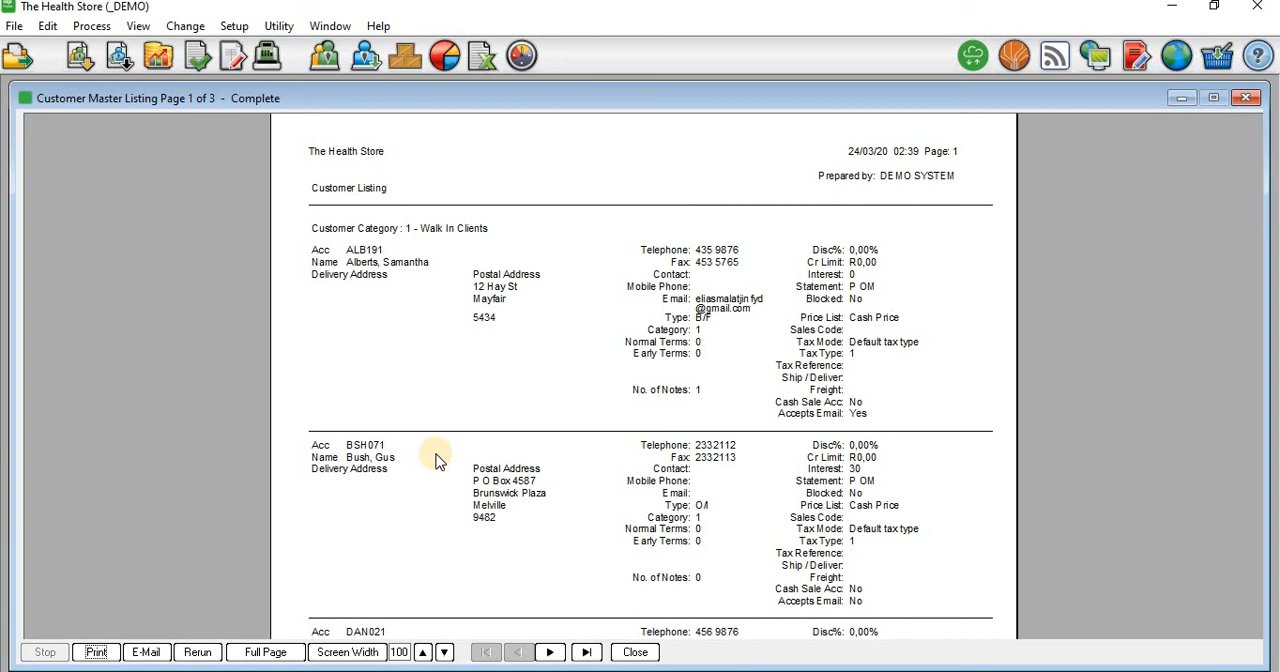 The Health Store (_DEMO)
File Edit Process View Change Setup Utility Window Help
Customer Master Listing Page 1 of 3 - Complete
The Health Store 24/03/20 02:39 Page: 1
Prepared by: DEMO SYSTEM
Customer Listing
Customer Category : 1 - Walk In Clients
Acc ALB191 Telephone: 435 9876 Disc%: 0,00%
Name Alberts, Samantha Fax: 453 5765 Cr Limit: R0,00
Delivery Address Postal Address Contact: Interest: 0
12 Hay St Mobile Phone: Statement: P OM
Mayfair Email: eliasmalatjinfyd Blocked: No
@gmail.com
5434 Type: B/F Price List: Cash Price
Category: 1 Sales Code:
Normal Terms: 0 Tax Mode: Default tax type
Early Terms: 0 Tax Type: 1
Tax Reference:
Ship / Deliver:
No. of Notes: 1 Freight:
Cash Sale Acc: No
Accepts Email: Yes
Acc BSH071 Telephone: 2332112 Disc%: 0,00%
Name Bush, Gus Fax: 2332113 Cr Limit: R0,00
Delivery Address Postal Address Contact: Interest: 30
P O Box 4587 Mobile Phone: Statement: P OM
Brunswick Plaza Email: Blocked: No
Melville Type: O/I Price List: Cash Price
9482 Category: 1 Sales Code:
Normal Terms: 0 Tax Mode: Default tax type
Early Terms: 0 Tax Type: 1
Tax Reference:
Ship / Deliver:
No. of Notes: 0 Freight:
Cash Sale Acc: No
Accepts Email: No
Acc DAN021 Telephone: 456 9876 Disc%: 0,00%
Stop Print E-Mail Rerun Full Page Screen Width 100 Close